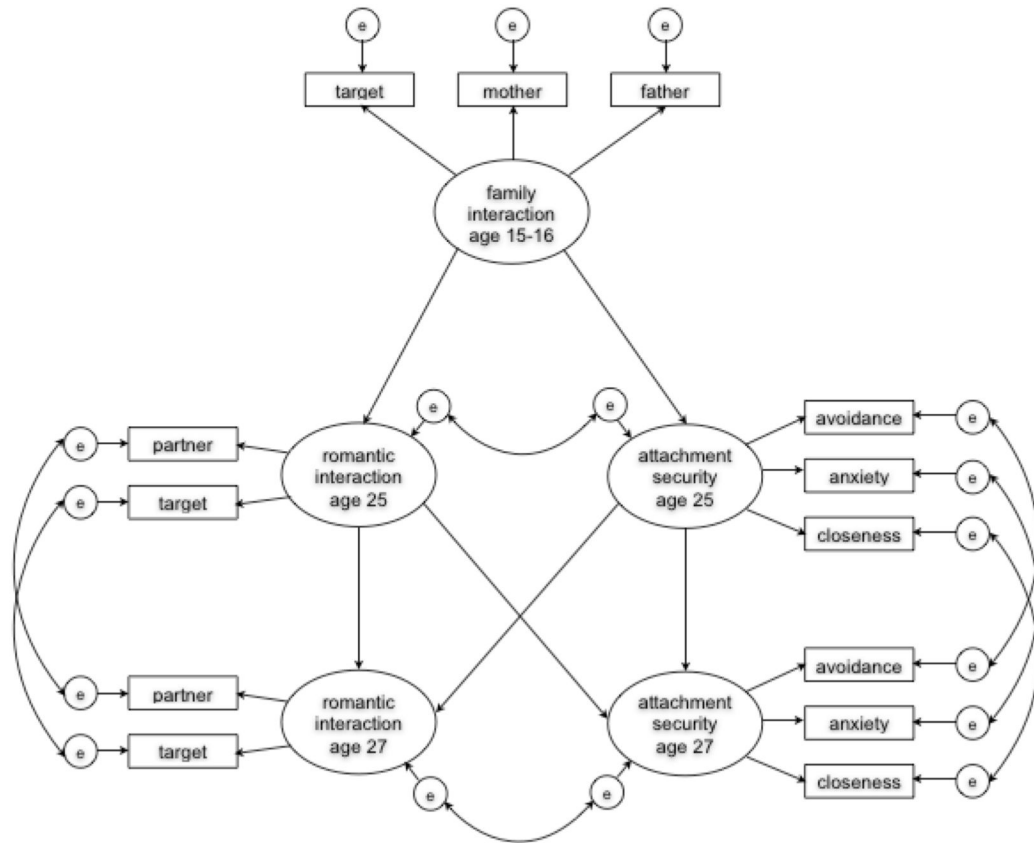 e
e
e
target
mother
father
family
interaction
age 15-16
e
e
e
partner
e
target
romantic
interaction
age 25
attachment
security
age 25
avoidance
e
anxiety
e
closeness
e
e
partner
e
target
romantic
interaction
age 27
attachment
security
age 27
avoidance
e
anxiety
e
closeness
e
e
e